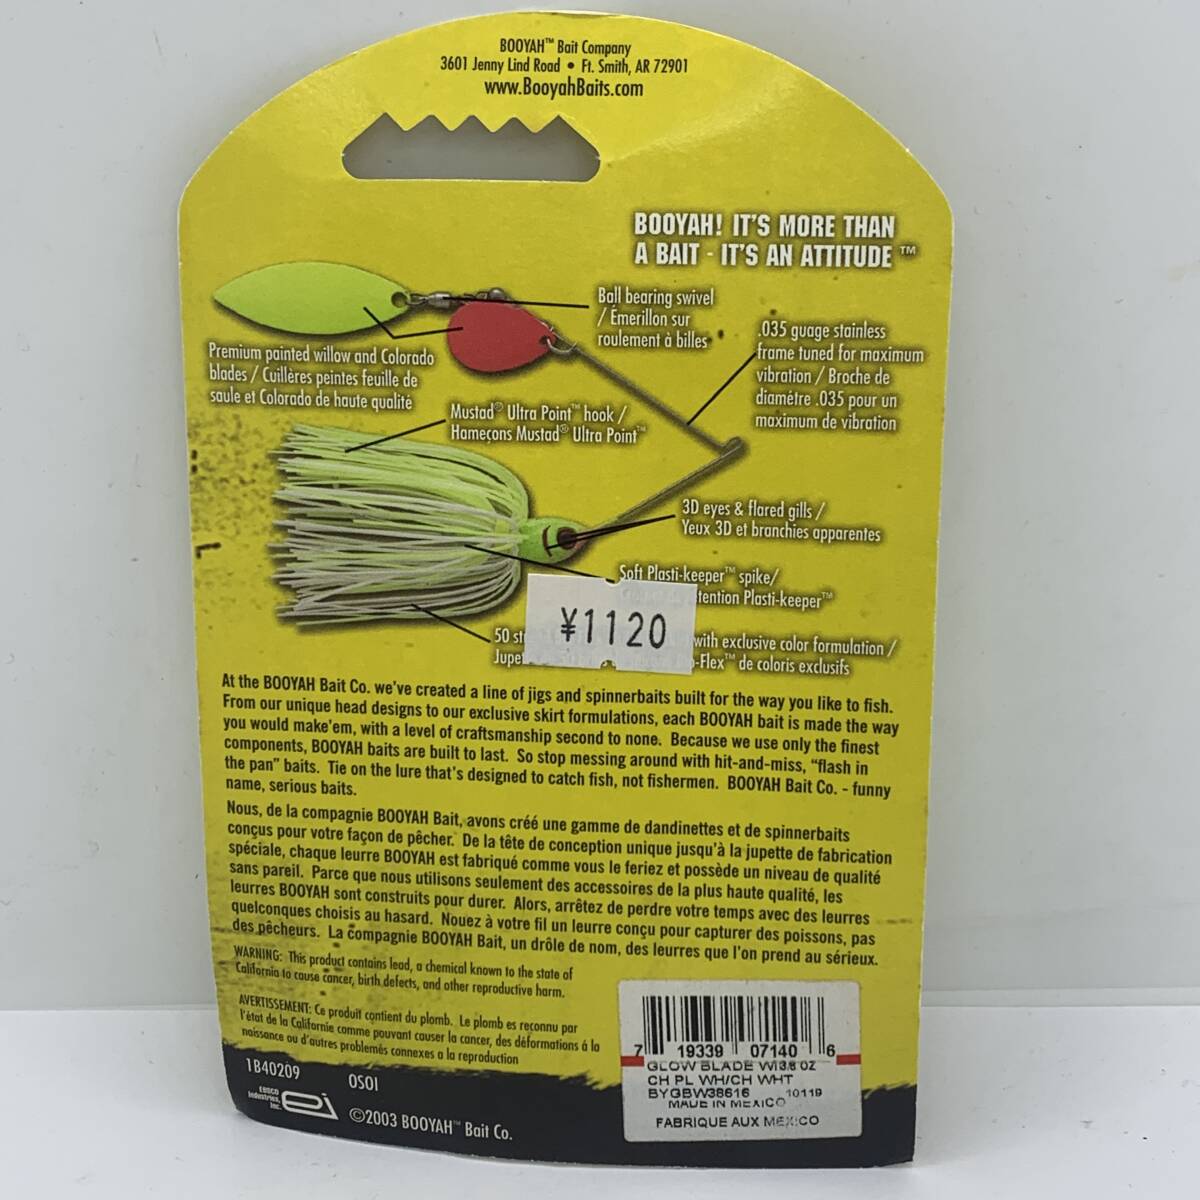 BOOYAH™ Bait Company
3601 Jenny Lind Road • Ft. Smith, AR 72901
www.BooyahBaits.com
BOOYAH! IT'S MORE THAN
A BAIT - IT'S AN ATTITUDE™
Ball bearing swivel
/ Émerillon sur
roulement à billes
.035 guage stainless
frame tuned for maximum
vibration / Broche de
diamétre .035 pour un
maximum de vibration
Premium painted willow and Colorado
blades / Cuillères peintes feuille de
saule et Colorado de haute qualité
Mustad® Ultra Point™ hook /
Hameçons Mustad® Ultra Point™
3D eyes & flared gills /
Yeux 3D et branchies apparentes
Soft Plasti-keeper™ spike/
Plasti-keeper™
¥1120
50
with exclusive color formulation /
-Flex™ de coloris exclusifs
At the BOOYAH Bait Co. we've created a line of jigs and spinnerbaits built for the way you like to fish.
From our unique head designs to our exclusive skirt formulations, each BOOYAH bait is made the way
you would make'em, with a level of craftsmanship second to none. Because we use only the finest
components, BOOYAH baits are built to last. So stop messing around with hit-and-miss, "flash in
the pan" baits. Tie on the lure that's designed to catch fish, not fishermen. BOOYAH Bait Co. - funny
name, serious baits.
Nous, de la compagnie BOOYAH Bait, avons créé une gamme de dandinettes et de spinnerbaits
conçus pour votre façon de pêcher. De la tête de conception unique jusqu'à la jupette de fabrication
spéciale, chaque leurre BOOYAH est fabriqué comme vous le feriez et possède un niveau de qualité
sans pareil. Parce que nous utilisons seulement des accessoires de la plus haute qualité, les
leurres BOOYAH sont construits pour durer. Alors, arrêtez de perdre votre temps avec des leurres
quelconques choisis au hasard. Nouez à votre fil un leurre conçu pour capturer des poissons, pas
des pêcheurs. La compagnie BOOYAH Bait, un drôle de nom, des leurres que l'on prend au sérieux.
WARNING: This product contains lead, a chemical known to the state of
California to cause cancer, birth defects, and other reproductive harm.
AVERTISSEMENT: Ce produit contient du plomb. Le plomb es reconnu par
l'état de la Californie comme pouvant causer la cancer, des déformations á la
naissance ou d'autres problemés connexes a la reproduction
1B40209
OSOI
EBSCO
Industries,
Inc.
ei
©2003 BOOYAH™ Bait Co.
7 19339 07140 6
GLOW BLADE W/3/8 OZ
CH PL WH/CH WHT
BYGBW38616 10119
MADE IN MEXICO
FABRIQUE AUX MEXICO